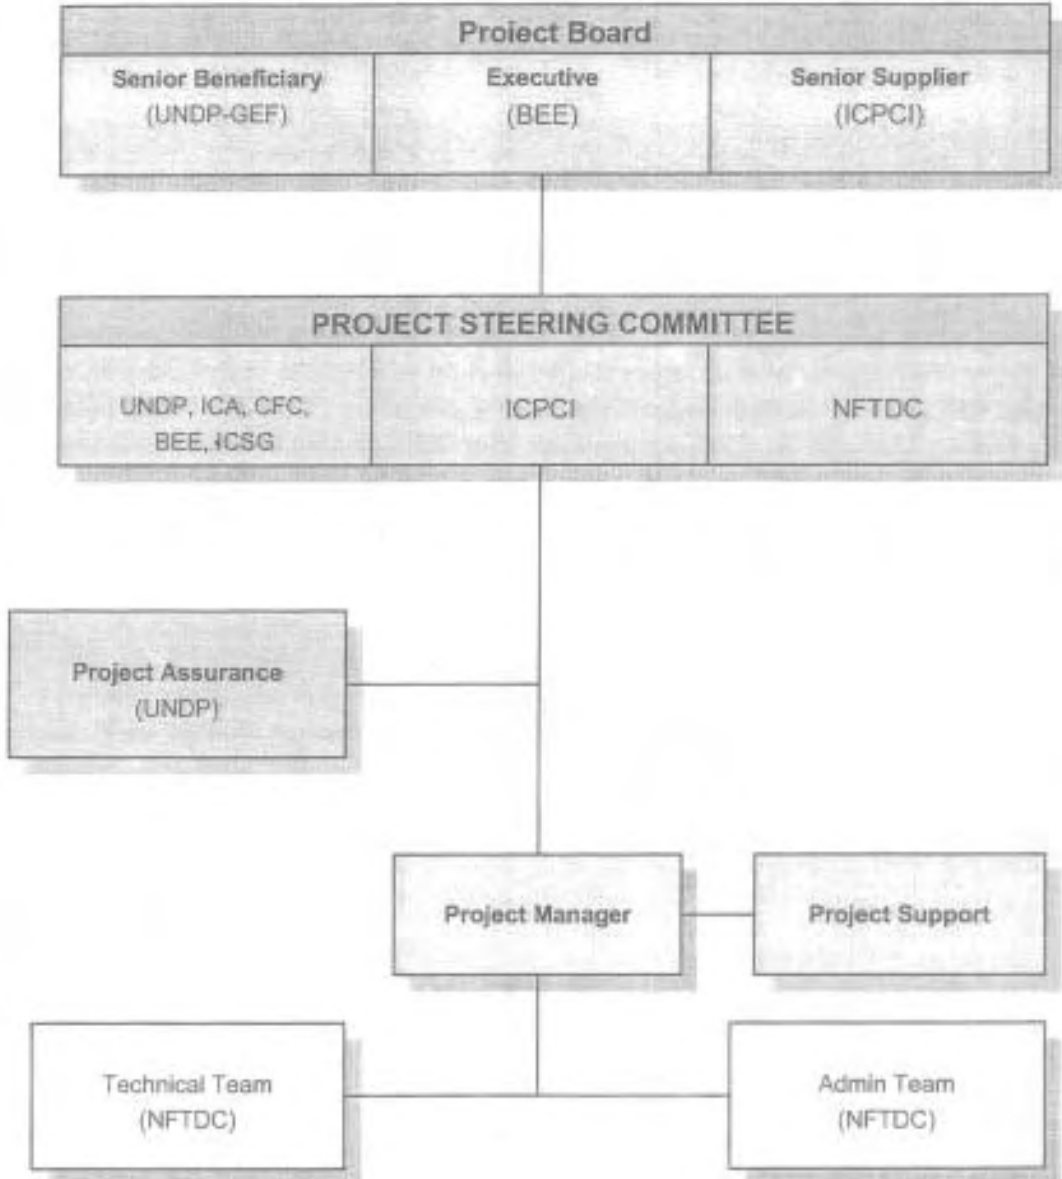 Project Board
Senior Beneficiary
(UNDP-GEF)
Executive
(BEE)
Senior Supplier
(ICPCI)
PROJECT STEERING COMMITTEE
UNDP, ICA, CFC,
BEE, ICSG
ICPCI
NFTDC
Project Assurance
(UNDP)
Project Manager
Project Support
Technical Team
(NFTDC)
Admin Team
(NFTDC)